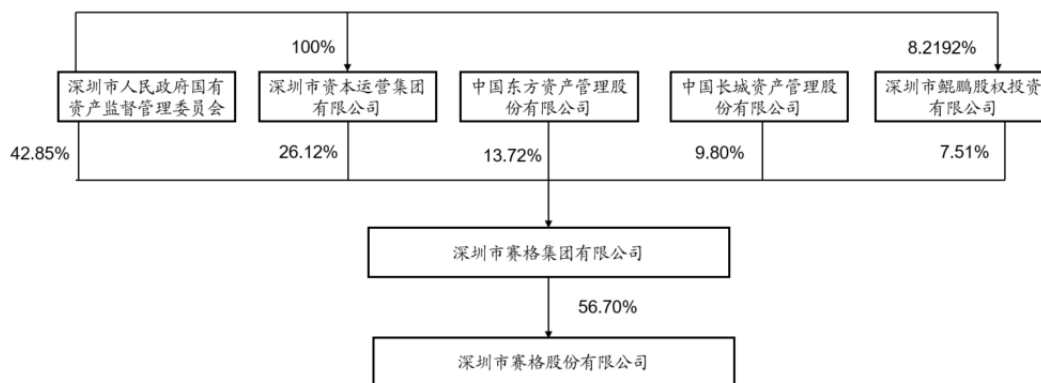 100%
8.2192%
深圳市人民政府国有
资产监督管理委员会
深圳市资本运营集团
有限公司
中国东方资产管理股
份有限公司
中国长城资产管理股
份有限公司
深圳市鲲鹏股权投资
有限公司
42.85%
26.12%
13.72%
9.80%
7.51%
深圳市赛格集团有限公司
56.70%
深圳市赛格股份有限公司